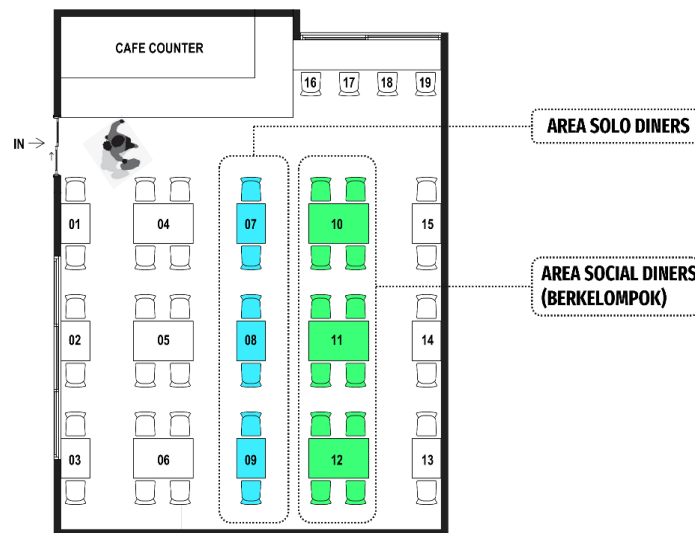 CAFE COUNTER
16 17 18 19
IN
AREA SOLO DINERS
01 04 07 10 15
AREA SOCIAL DINERS
(BERKELOMPOK)
02 05 08 11 14
03 06 09 12 13